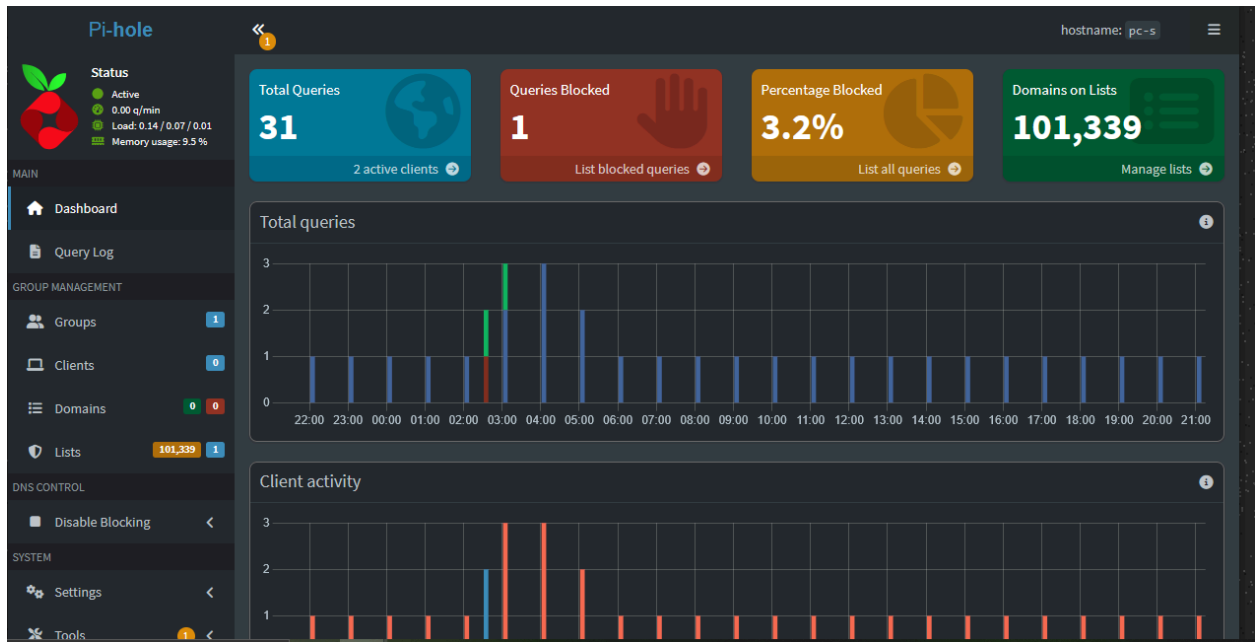 Pi-hole
1
hostname: pc-s
Status
Active
0.00 q/min
Load: 0.14 / 0.07 / 0.01
Memory usage: 9.5 %
MAIN
Dashboard
Query Log
GROUP MANAGEMENT
Groups 1
Clients 0
Domains 0 0
Lists 101,339 1
DNS CONTROL
Disable Blocking
SYSTEM
Settings
Tools 1
Total Queries
31
2 active clients
Queries Blocked
1
List blocked queries
Percentage Blocked
3.2%
List all queries
Domains on Lists
101,339
Manage lists
Total queries
3
2
1
0
22:00 23:00 00:00 01:00 02:00 03:00 04:00 05:00 06:00 07:00 08:00 09:00 10:00 11:00 12:00 13:00 14:00 15:00 16:00 17:00 18:00 19:00 20:00 21:00
Client activity
3
2
1